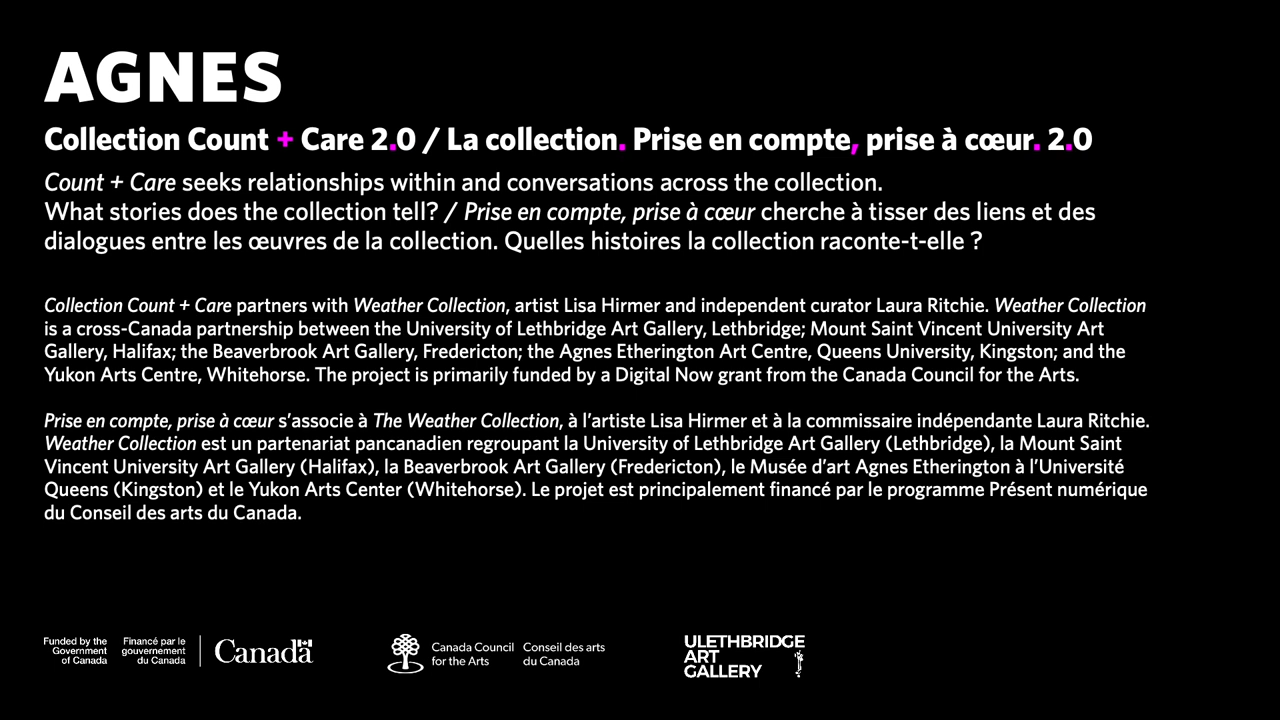 AGNES
Collection Count + Care 2.0 / La collection. Prise en compte, prise à cœur. 2.0
Count + Care seeks relationships within and conversations across the collection.
What stories does the collection tell? / Prise en compte, prise à cœur cherche à tisser des liens et des
dialogues entre les œuvres de la collection. Quelles histoires la collection raconte-t-elle ?
Collection Count + Care partners with Weather Collection, artist Lisa Hirmer and independent curator Laura Ritchie. Weather Collection
is a cross-Canada partnership between the University of Lethbridge Art Gallery, Lethbridge; Mount Saint Vincent University Art
Gallery, Halifax; the Beaverbrook Art Gallery, Fredericton; the Agnes Etherington Art Centre, Queens University, Kingston; and the
Yukon Arts Centre, Whitehorse. The project is primarily funded by a Digital Now grant from the Canada Council for the Arts.
Prise en compte, prise à cœur s’associe à The Weather Collection, à l’artiste Lisa Hirmer et à la commissaire indépendante Laura Ritchie.
Weather Collection est un partenariat pancanadien regroupant la University of Lethbridge Art Gallery (Lethbridge), la Mount Saint
Vincent University Art Gallery (Halifax), la Beaverbrook Art Gallery (Fredericton), le Musée d’art Agnes Etherington à l’Université
Queens (Kingston) et le Yukon Arts Center (Whitehorse). Le projet est principalement financé par le programme Présent numérique
du Conseil des arts du Canada.
Funded by the
Government
of Canada
Financé par le
gouvernement
du Canada
Canada
Canada Council
for the Arts
Conseil des arts
du Canada
ULETHBRIDGE
ART
GALLERY